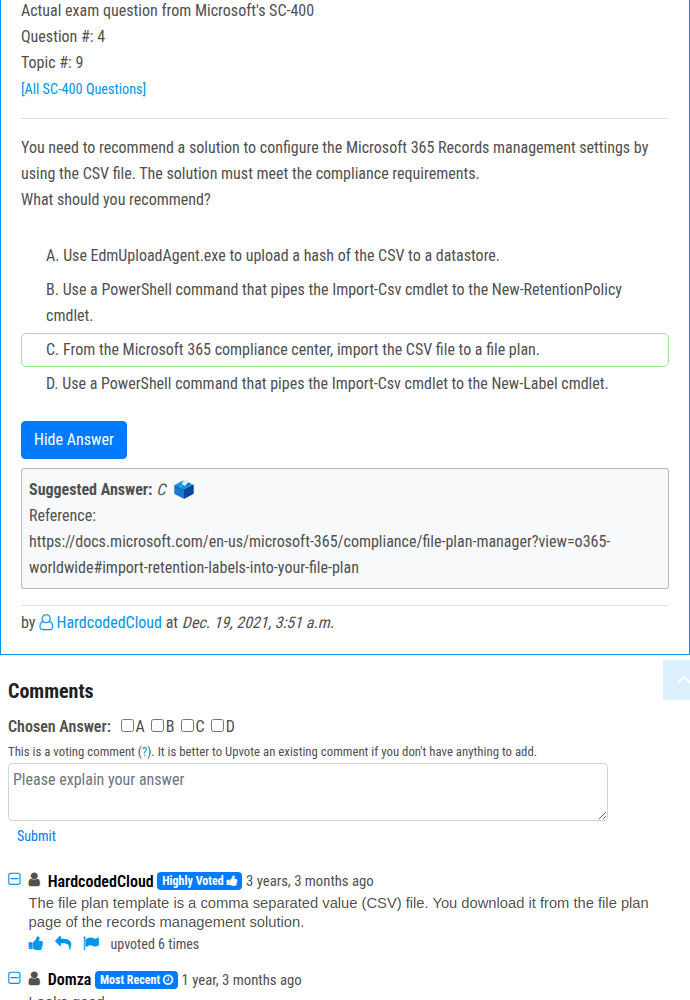 Actual exam question from Microsoft's SC-400
Question #: 4
Topic #: 9
[All SC-400 Questions]
You need to recommend a solution to configure the Microsoft 365 Records management settings by
using the CSV file. The solution must meet the compliance requirements.
What should you recommend?
A. Use EdmUploadAgent.exe to upload a hash of the CSV to a datastore.
B. Use a PowerShell command that pipes the Import-Csv cmdlet to the New-RetentionPolicy
cmdlet.
C. From the Microsoft 365 compliance center, import the CSV file to a file plan.
D. Use a PowerShell command that pipes the Import-Csv cmdlet to the New-Label cmdlet.
Hide Answer
Suggested Answer: C
Reference:
https://docs.microsoft.com/en-us/microsoft-365/compliance/file-plan-manager?view=o365-
worldwide#import-retention-labels-into-your-file-plan
by HardcodedCloud at Dec. 19, 2021, 3:51 a.m.
Comments
Chosen Answer: A B C D
This is a voting comment (?). It is better to Upvote an existing comment if you don't have anything to add.
Please explain your answer
Submit
HardcodedCloud Highly Voted 3 years, 3 months ago
The file plan template is a comma separated value (CSV) file. You download it from the file plan
page of the records management solution.
upvoted 6 times
Domza Most Recent 1 year, 3 months ago